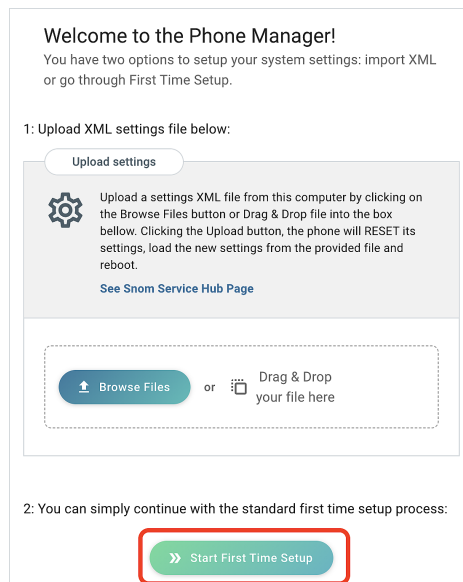 Welcome to the Phone Manager!
You have two options to setup your system settings: import XML
or go through First Time Setup.
1: Upload XML settings file below:
Upload settings
Upload a settings XML file from this computer by clicking on
the Browse Files button or Drag & Drop file into the box
bellow. Clicking the Upload button, the phone will RESET its
settings, load the new settings from the provided file and
reboot.
See Snom Service Hub Page
Browse Files or Drag & Drop
your file here
2: You can simply continue with the standard first time setup process:
Start First Time Setup